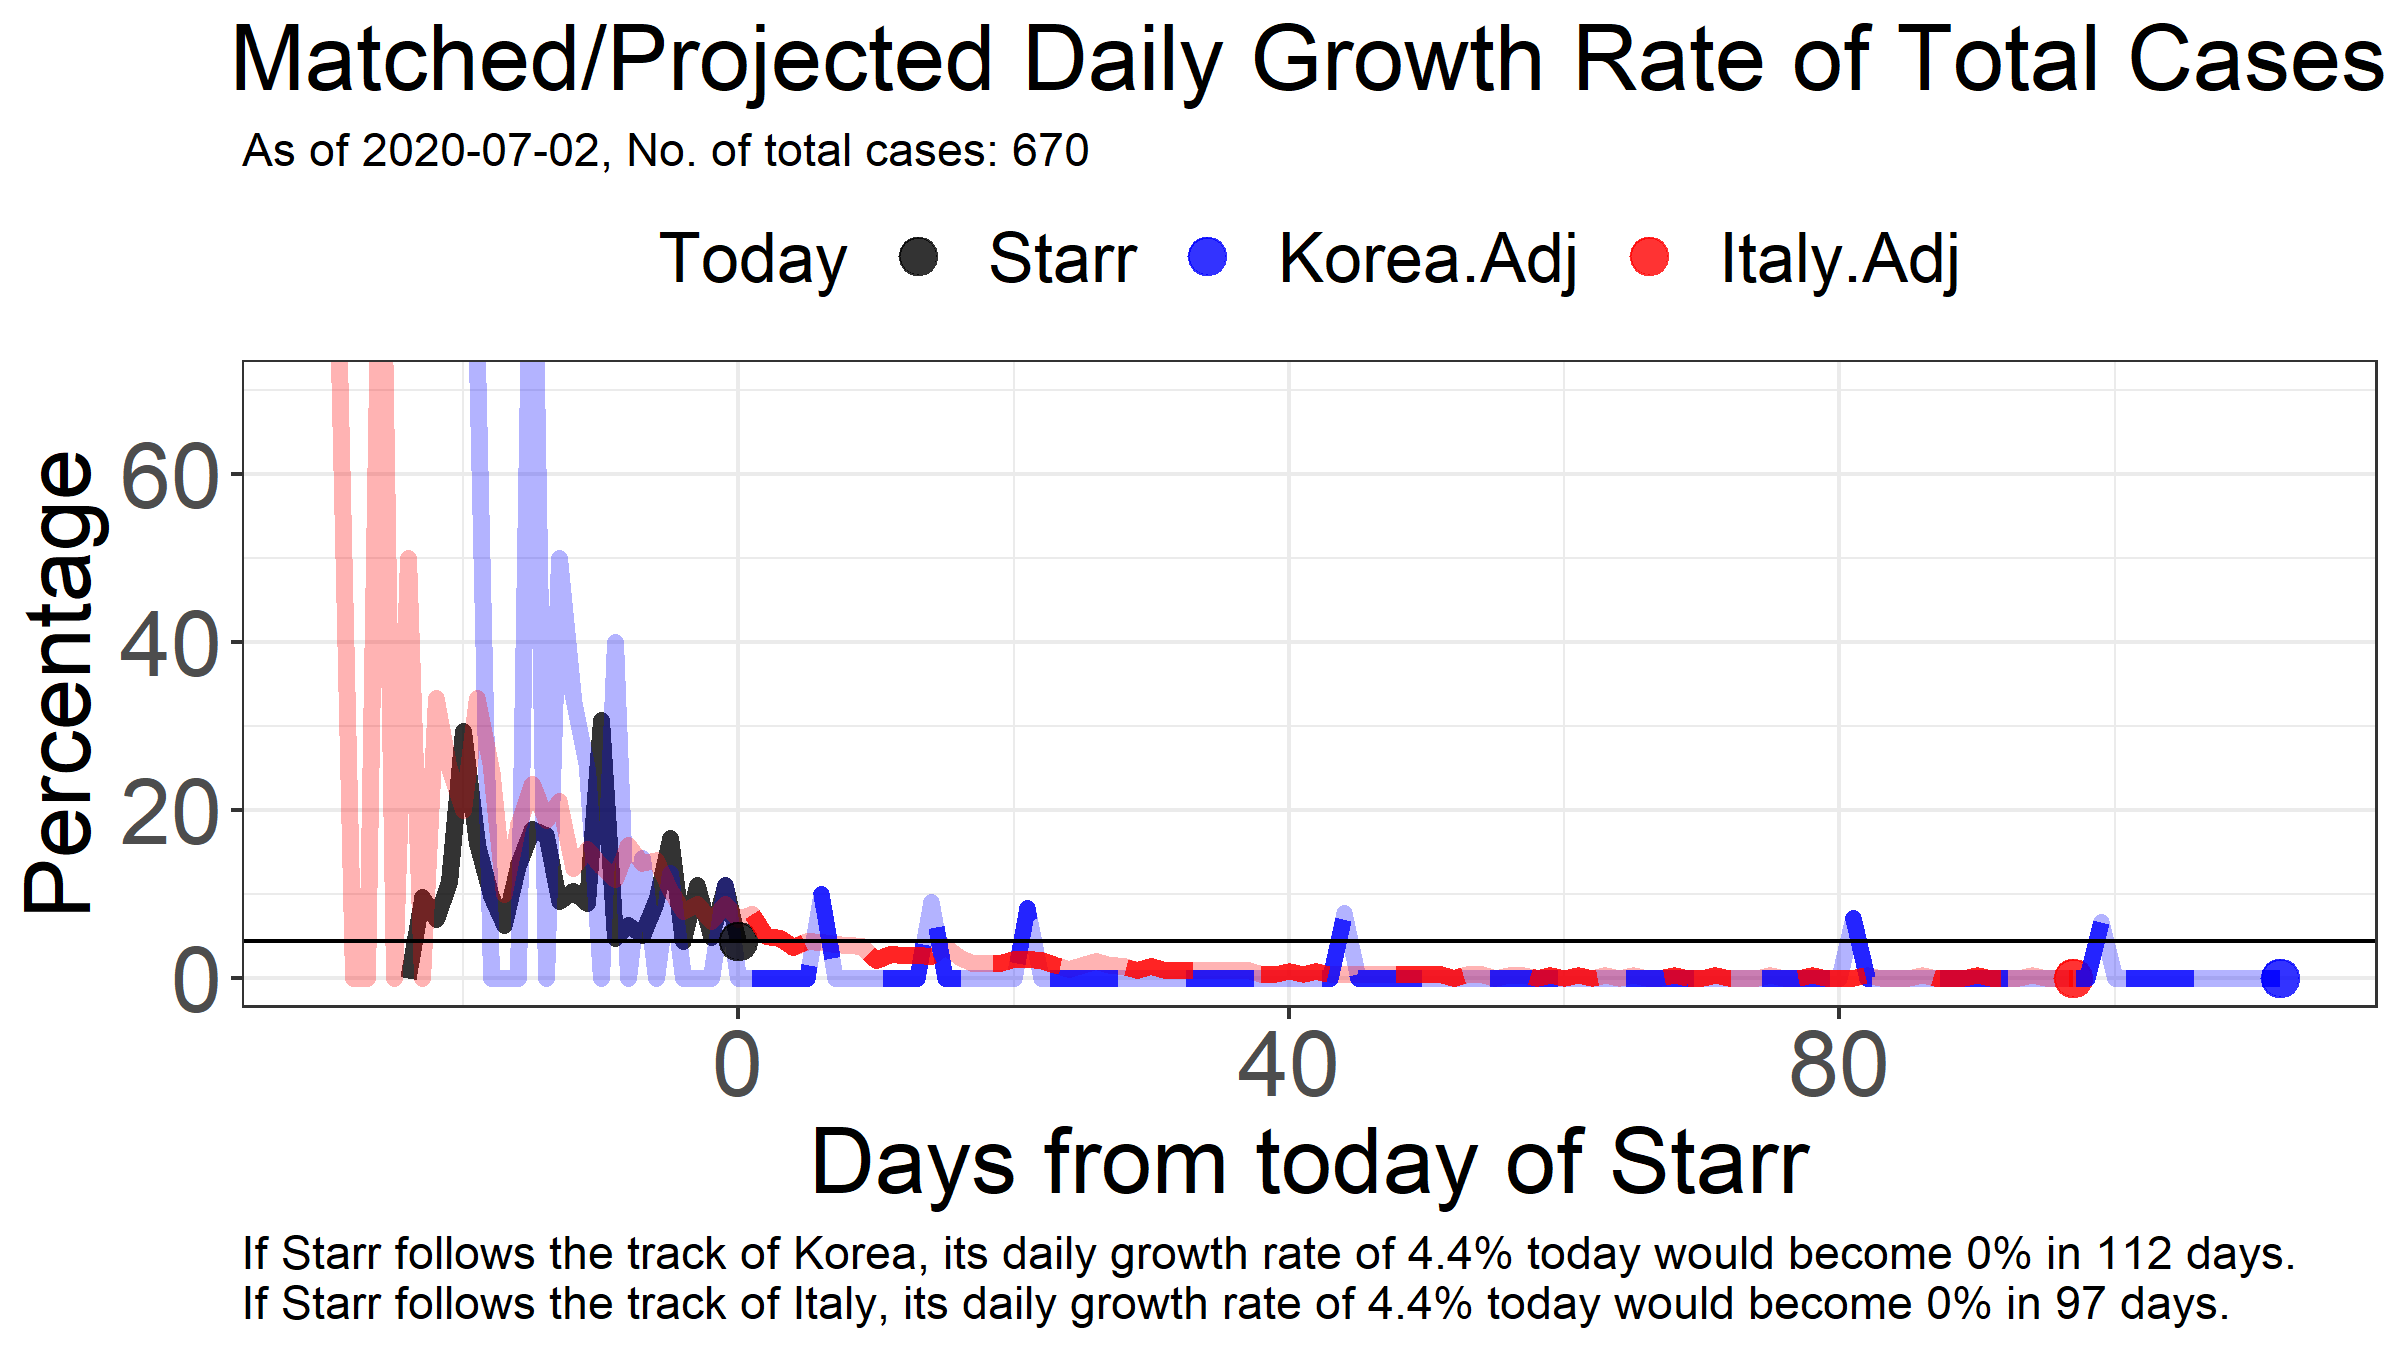 Matched/Projected Daily Growth Rate of Total Cases
As of 2020-07-02, No. of total cases: 670
Today Starr Korea.Adj Italy.Adj
Percentage
60
40
20
0
0 40 80
Days from today of Starr
If Starr follows the track of Korea, its daily growth rate of 4.4% today would become 0% in 112 days.
If Starr follows the track of Italy, its daily growth rate of 4.4% today would become 0% in 97 days.